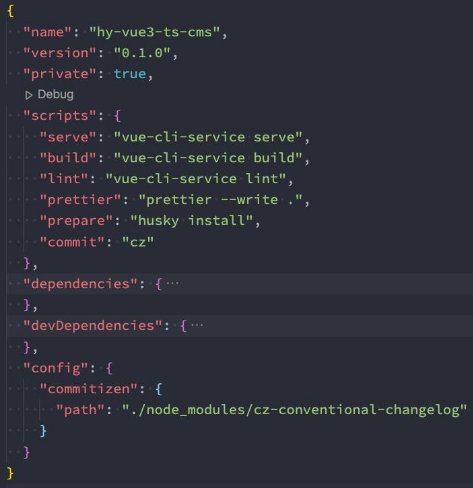 {
"name": "hy-vue3-ts-cms",
"version": "0.1.0",
"private": true,
Debug
"scripts": {
"serve": "vue-cli-service serve",
"build": "vue-cli-service build",
"lint": "vue-cli-service lint",
"prettier": "prettier --write .",
"prepare": "husky install",
"commit": "cz"
},
"dependencies": {···
},
"devDependencies": {···
},
"config": {
"commitizen": {
"path": "./node_modules/cz-conventional-changelog"
}
}
}